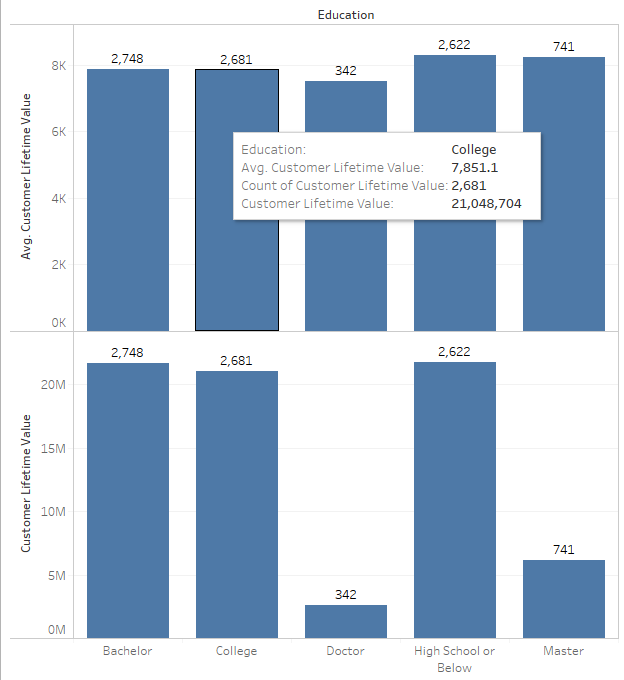 Education
2,748
2,681
342
2,622
741
8K
6K
4K
2K
0K
Avg. Customer Lifetime Value
Education: College
Avg. Customer Lifetime Value: 7,851.1
Count of Customer Lifetime Value: 2,681
Customer Lifetime Value: 21,048,704
2,748
2,681
342
2,622
741
20M
15M
10M
5M
0M
Customer Lifetime Value
Bachelor
College
Doctor
High School or
Below
Master